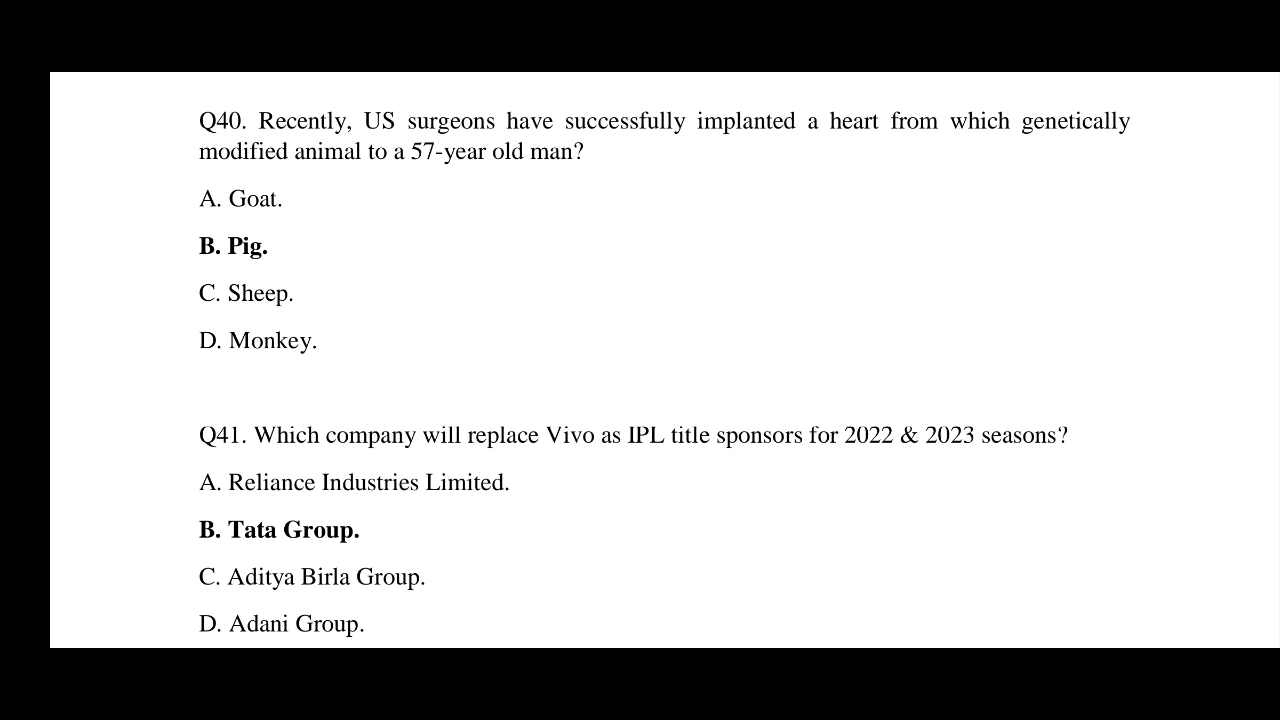 Q40. Recently, US surgeons have successfully implanted a heart from which genetically
modified animal to a 57-year old man?
A. Goat.
B. Pig.
C. Sheep.
D. Monkey.
Q41. Which company will replace Vivo as IPL title sponsors for 2022 & 2023 seasons?
A. Reliance Industries Limited.
B. Tata Group.
C. Aditya Birla Group.
D. Adani Group.